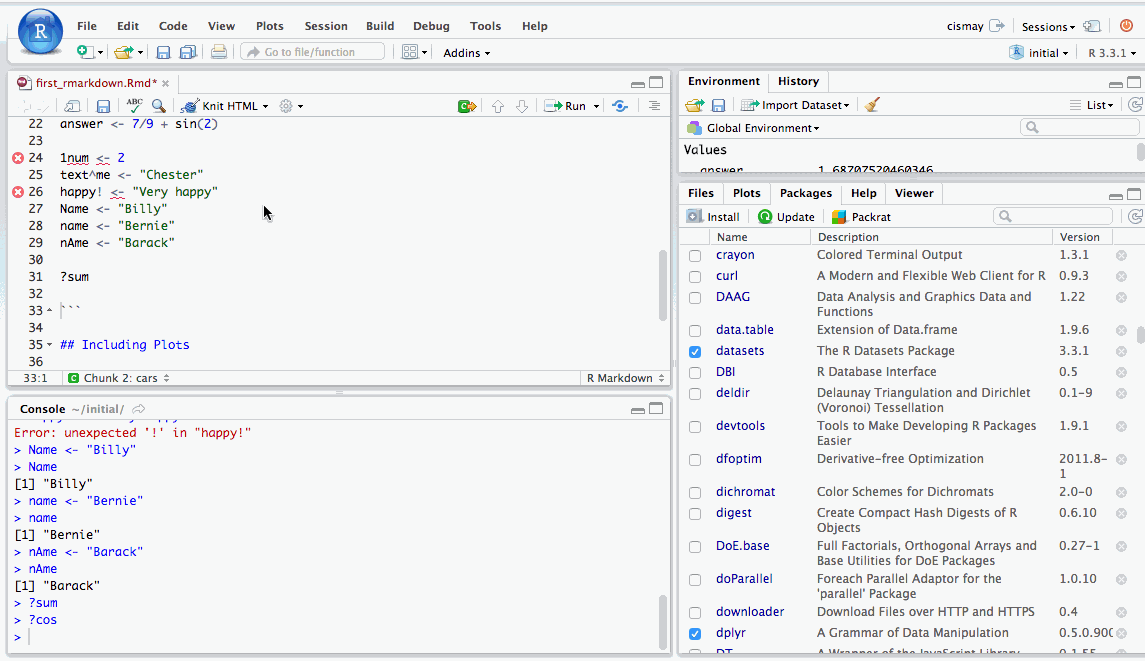 File Edit Code View Plots Session Build Debug Tools Help
cismay Sessions
Go to file/function Addins
initial R 3.3.1
first_rmarkdown.Rmd*
ABC Knit HTML Run
22 answer <- 7/9 + sin(2)
23
24 1num <- 2
25 text^me <- "Chester"
26 happy! <- "Very happy"
27 Name <- "Billy"
28 name <- "Bernie"
29 nAme <- "Barack"
30
31 ?sum
32
33 ```
34
35 ## Including Plots
36
33:1 C Chunk 2: cars R Markdown
Console ~/initial/
Error: unexpected '!' in "happy!"
> Name <- "Billy"
> Name
[1] "Billy"
> name <- "Bernie"
> name
[1] "Bernie"
> nAme <- "Barack"
> nAme
[1] "Barack"
> ?sum
> ?cos
>
Environment History
Import Dataset List
Global Environment
Values
answer 1.68707520460346
Files Plots Packages Help Viewer
Install Update Packrat
Name Description Version
crayon Colored Terminal Output 1.3.1
curl A Modern and Flexible Web Client for R 0.9.3
DAAG Data Analysis and Graphics Data and 1.22
Functions
data.table Extension of Data.frame 1.9.6
datasets The R Datasets Package 3.3.1
DBI R Database Interface 0.5
deldir Delaunay Triangulation and Dirichlet 0.1-9
(Voronoi) Tessellation
devtools Tools to Make Developing R Packages 1.9.1
Easier
dfoptim Derivative-free Optimization 2011.8-
1
dichromat Color Schemes for Dichromats 2.0-0
digest Create Compact Hash Digests of R 0.6.10
Objects
DoE.base Full Factorials, Orthogonal Arrays and 0.27-1
Base Utilities for DoE Packages
doParallel Foreach Parallel Adaptor for the 1.0.10
'parallel' Package
downloader Download Files over HTTP and HTTPS 0.4
dplyr A Grammar of Data Manipulation 0.5.0.900
DT A Wrapper of the JavaScript Library 0.1.55